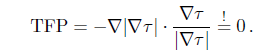 TFP = −∇|∇τ| · ∇τ / |∇τ| =! 0 .